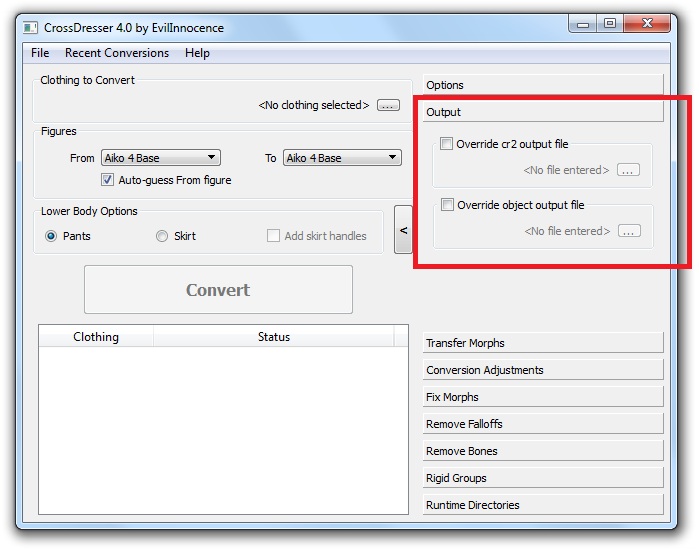 CrossDresser 4.0 by EvilInnocence
File Recent Conversions Help
Clothing to Convert
<No clothing selected> ...
Figures
From Aiko 4 Base To Aiko 4 Base
Auto-guess From figure
Lower Body Options
Pants Skirt Add skirt handles
<
Convert
Clothing Status
Options
Output
Override cr2 output file
<No file entered> ...
Override object output file
<No file entered> ...
Transfer Morphs
Conversion Adjustments
Fix Morphs
Remove Falloffs
Remove Bones
Rigid Groups
Runtime Directories